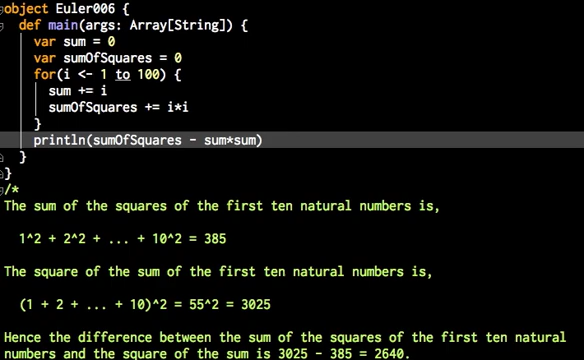 object Euler006 {
def main(args: Array[String]) {
var sum = 0
var sumOfSquares = 0
for(i <- 1 to 100) {
sum += i
sumOfSquares += i*i
}
println(sumOfSquares - sum*sum)
}
}
/*
The sum of the squares of the first ten natural numbers is,
1^2 + 2^2 + ... + 10^2 = 385
The square of the sum of the first ten natural numbers is,
(1 + 2 + ... + 10)^2 = 55^2 = 3025
Hence the difference between the sum of the squares of the first ten natural
numbers and the square of the sum is 3025 - 385 = 2640.